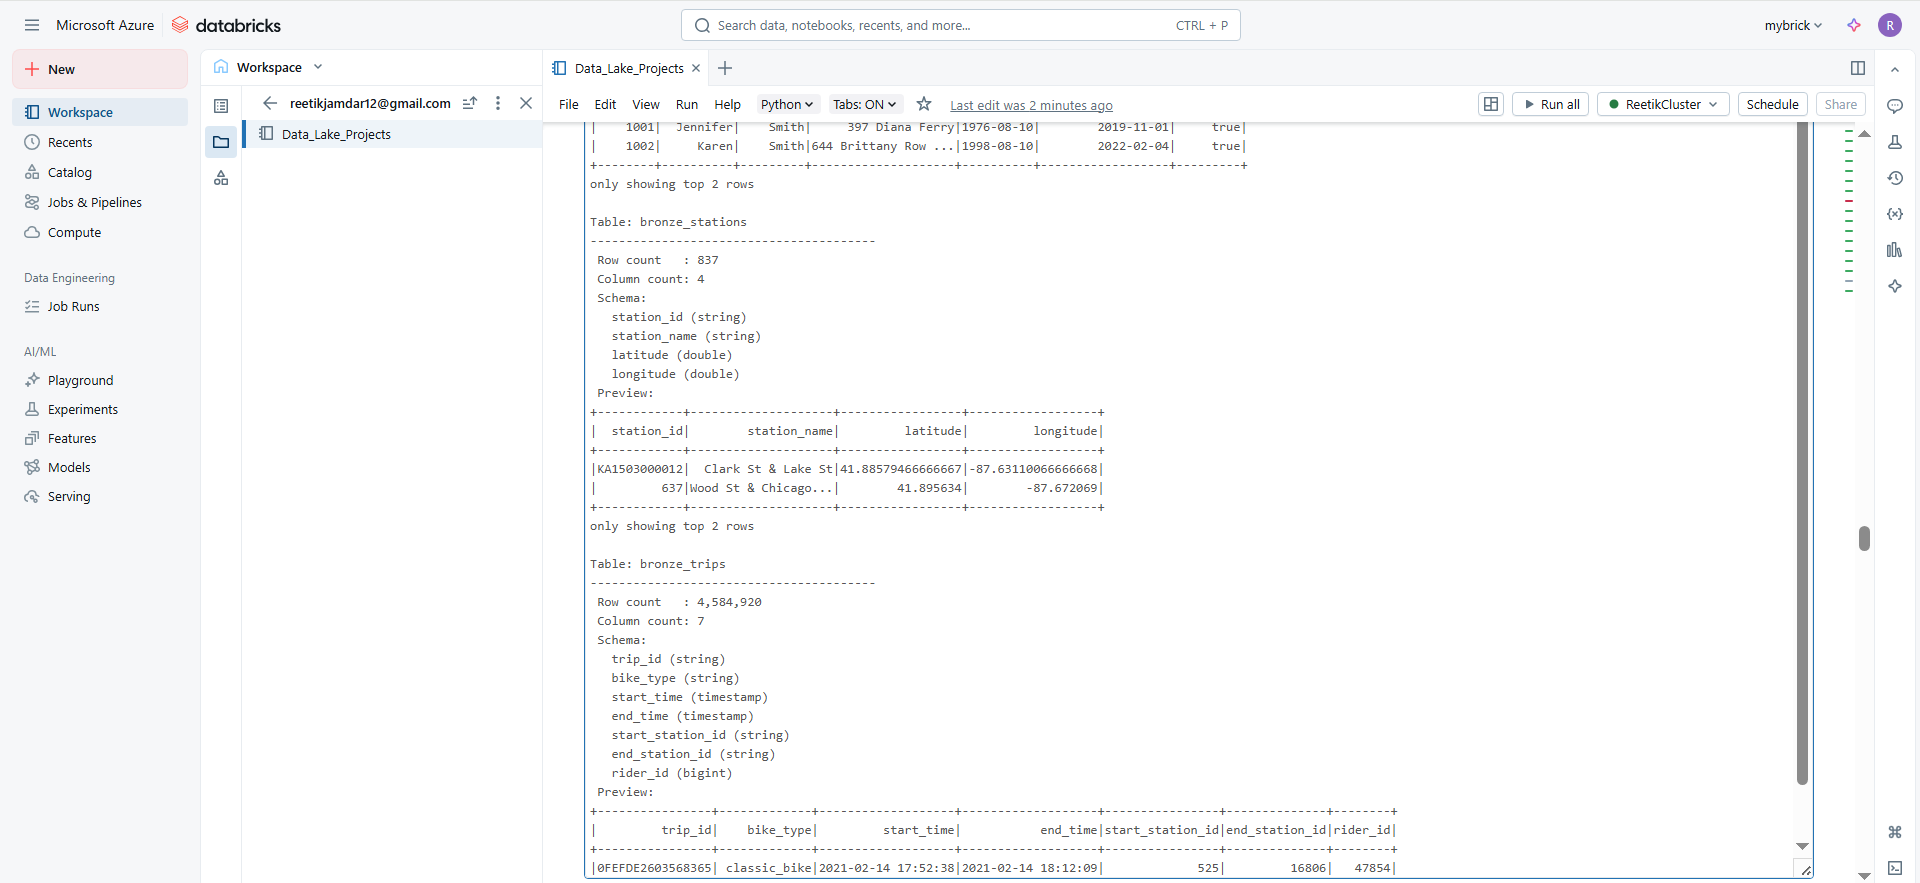 Microsoft Azure databricks Search data, notebooks, recents, and more... CTRL + P mybrick R
New
Workspace
Recents
Catalog
Jobs & Pipelines
Compute
Data Engineering
Job Runs
AI/ML
Playground
Experiments
Features
Models
Serving
Workspace
reetikjamdar12@gmail.com
Data_Lake_Projects
Data_Lake_Projects
File Edit View Run Help Python Tabs: ON Last edit was 2 minutes ago Run all ReetikCluster Schedule Share
|    1001| Jennifer|    Smith|     397 Diana Ferry|1976-08-10|        2019-11-01|     true|
|    1002|    Karen|    Smith|644 Brittany Row ...|1998-08-10|        2022-02-04|     true|
+--------+---------+---------+--------------------+----------+------------------+---------+
only showing top 2 rows
Table: bronze_stations
----------------------------------------
Row count   : 837
Column count: 4
Schema:
station_id (string)
station_name (string)
latitude (double)
longitude (double)
Preview:
+------------+--------------------+-----------------+------------------+
|  station_id|        station_name|         latitude|         longitude|
+------------+--------------------+-----------------+------------------+
|KA1503000012|  Clark St & Lake St|41.88579466666667|-87.63110066666668|
|         637|Wood St & Chicago...|        41.895634|        -87.672069|
+------------+--------------------+-----------------+------------------+
only showing top 2 rows
Table: bronze_trips
----------------------------------------
Row count   : 4,584,920
Column count: 7
Schema:
trip_id (string)
bike_type (string)
start_time (timestamp)
end_time (timestamp)
start_station_id (string)
end_station_id (string)
rider_id (bigint)
Preview:
+----------------+------------+-------------------+-------------------+----------------+--------------+--------+
|         trip_id|   bike_type|         start_time|           end_time|start_station_id|end_station_id|rider_id|
+----------------+------------+-------------------+-------------------+----------------+--------------+--------+
|0FEFDE2603568365|classic_bike|2021-02-14 17:52:38|2021-02-14 18:12:09|             525|         16806|   47854|